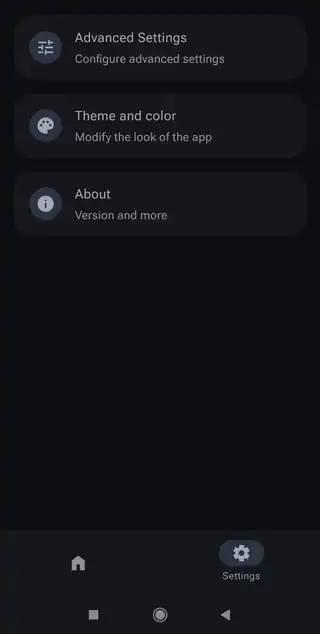 Advanced Settings
Configure advanced settings
Theme and color
Modify the look of the app
About
Version and more
Settings